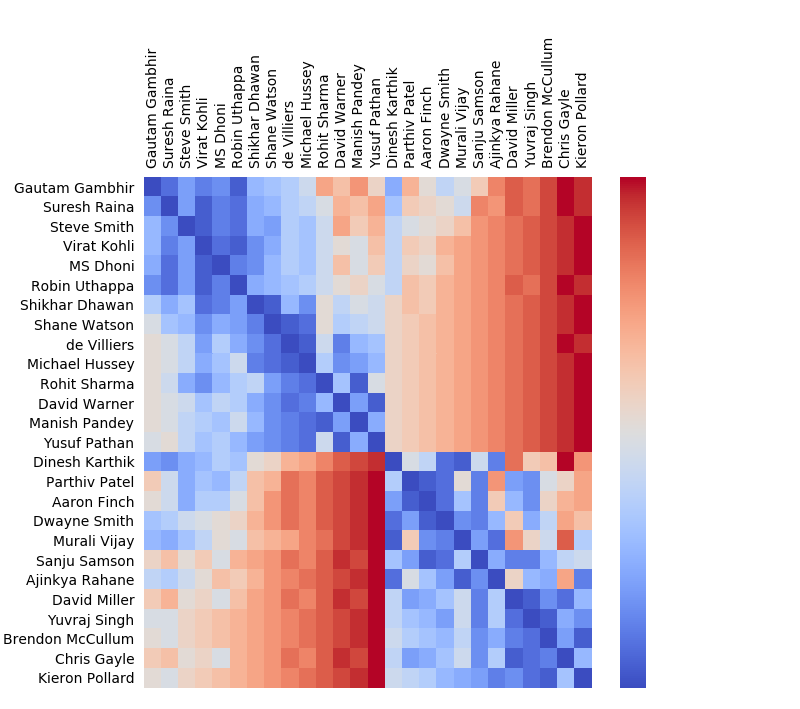 Gautam Gambhir
Suresh Raina
Steve Smith
Virat Kohli
MS Dhoni
Robin Uthappa
Shikhar Dhawan
Shane Watson
de Villiers
Michael Hussey
Rohit Sharma
David Warner
Manish Pandey
Yusuf Pathan
Dinesh Karthik
Parthiv Patel
Aaron Finch
Dwayne Smith
Murali Vijay
Sanju Samson
Ajinkya Rahane
David Miller
Yuvraj Singh
Brendon McCullum
Chris Gayle
Kieron Pollard
Gautam Gambhir
Suresh Raina
Steve Smith
Virat Kohli
MS Dhoni
Robin Uthappa
Shikhar Dhawan
Shane Watson
de Villiers
Michael Hussey
Rohit Sharma
David Warner
Manish Pandey
Yusuf Pathan
Dinesh Karthik
Parthiv Patel
Aaron Finch
Dwayne Smith
Murali Vijay
Sanju Samson
Ajinkya Rahane
David Miller
Yuvraj Singh
Brendon McCullum
Chris Gayle
Kieron Pollard